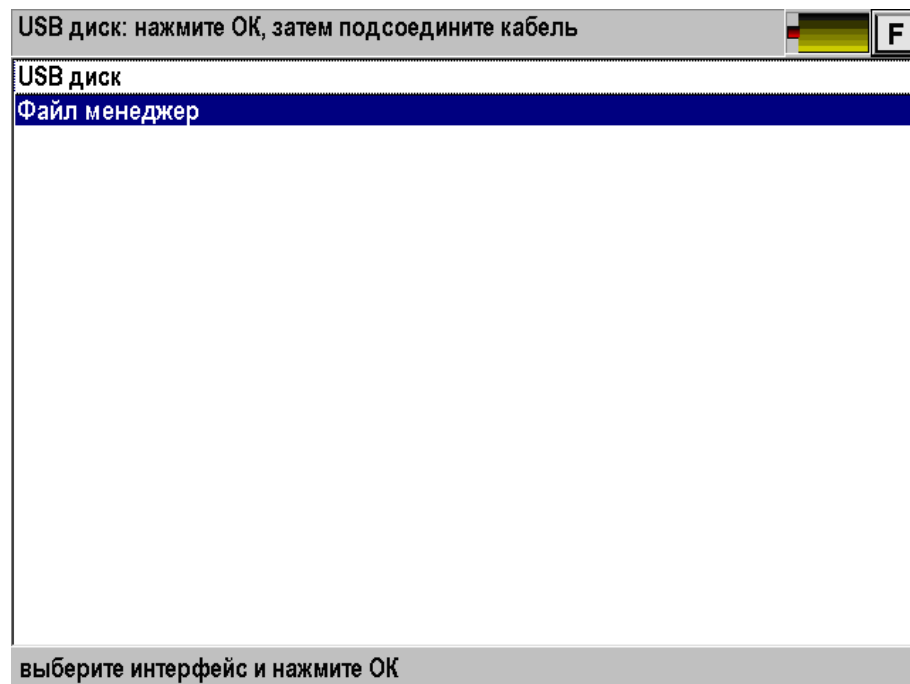 USB диск: нажмите ОК, затем подсоедините кабель
F
USB диск
Файл менеджер
выберите интерфейс и нажмите ОК